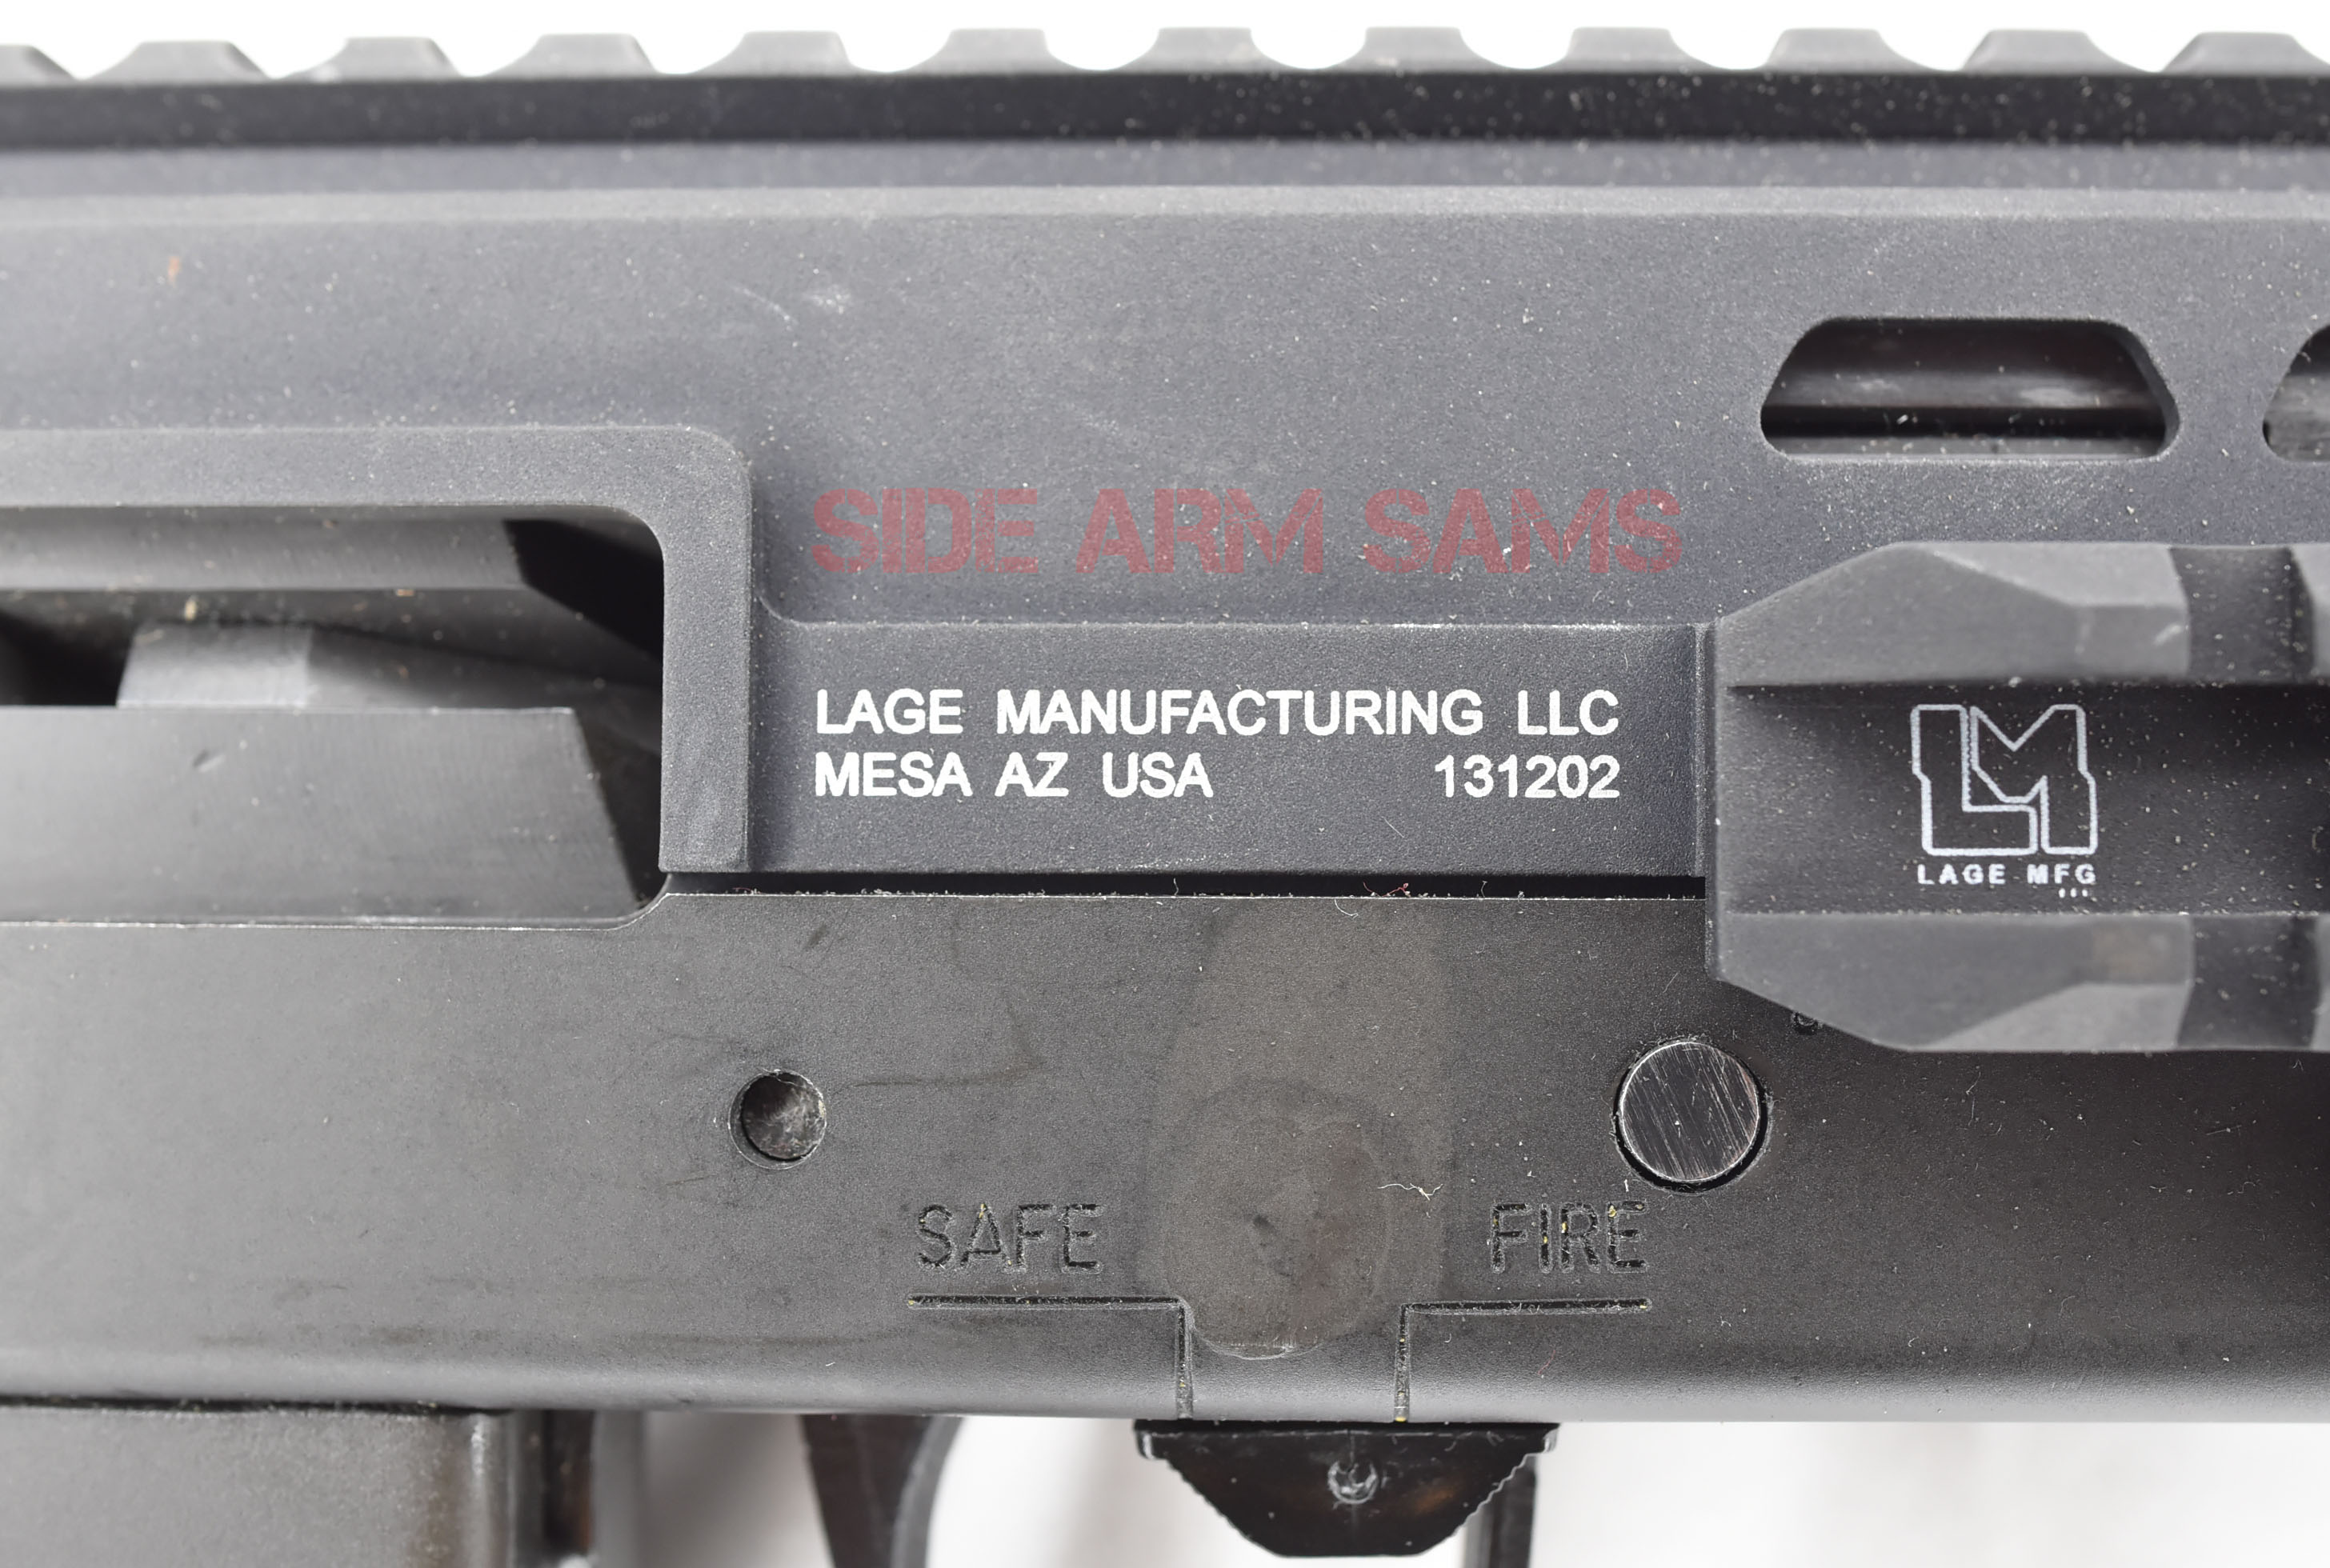 SIDE ARM SAMS
LAGE MANUFACTURING LLC
MESA AZ USA 131202
LM
LAGE MFG
SAFE FIRE